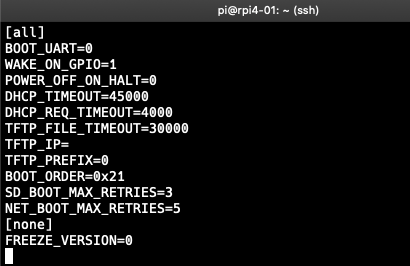 pi@rpi4-01: ~ (ssh)
[all]
BOOT_UART=0
WAKE_ON_GPIO=1
POWER_OFF_ON_HALT=0
DHCP_TIMEOUT=45000
DHCP_REQ_TIMEOUT=4000
TFTP_FILE_TIMEOUT=30000
TFTP_IP=
TFTP_PREFIX=0
BOOT_ORDER=0x21
SD_BOOT_MAX_RETRIES=3
NET_BOOT_MAX_RETRIES=5
[none]
FREEZE_VERSION=0